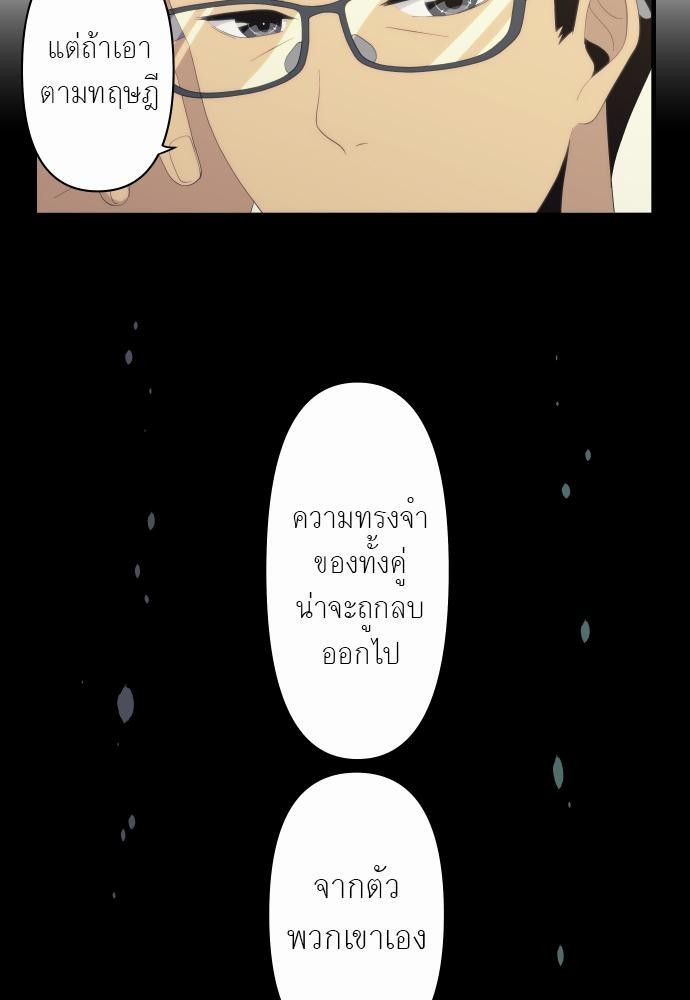 แต่ถ้าเอา
ตามทฤษฎี
ความทรงจำ
ของทั้งคู่
น่าจะถูกลบ
ออกไป
จากตัว
พวกเขาเอง